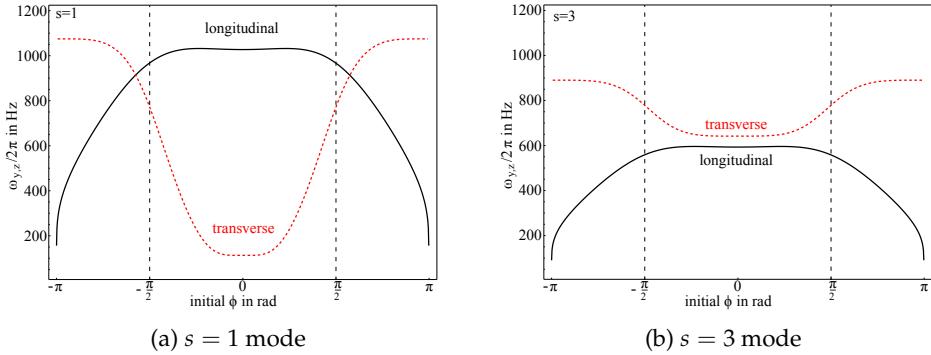 s=1
longitudinal
transverse
ω_{y,z}/2π in Hz
1200
1000
800
600
400
200
-π
-π/2
0
π/2
π
initial ϕ in rad
(a) s = 1 mode
s=3
transverse
longitudinal
ω_{y,z}/2π in Hz
1200
1000
800
600
400
200
-π
-π/2
0
π/2
π
initial ϕ in rad
(b) s = 3 mode